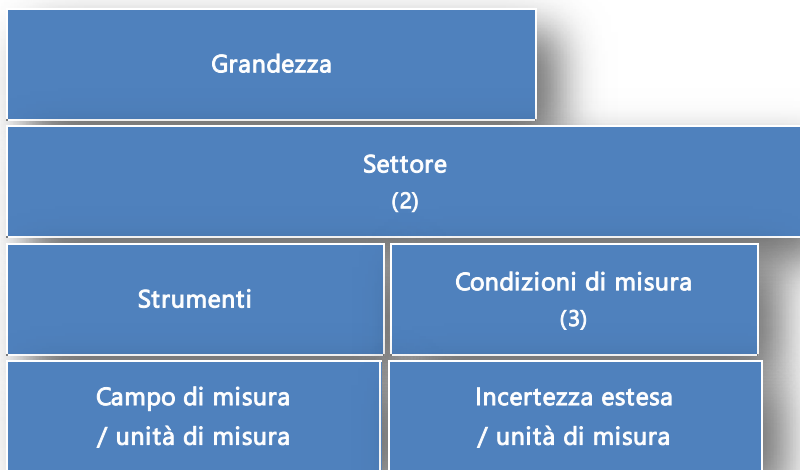 Grandezza
Settore
(2)
Strumenti
Condizioni di misura
(3)
Campo di misura
/ unità di misura
Incertezza estesa
/ unità di misura